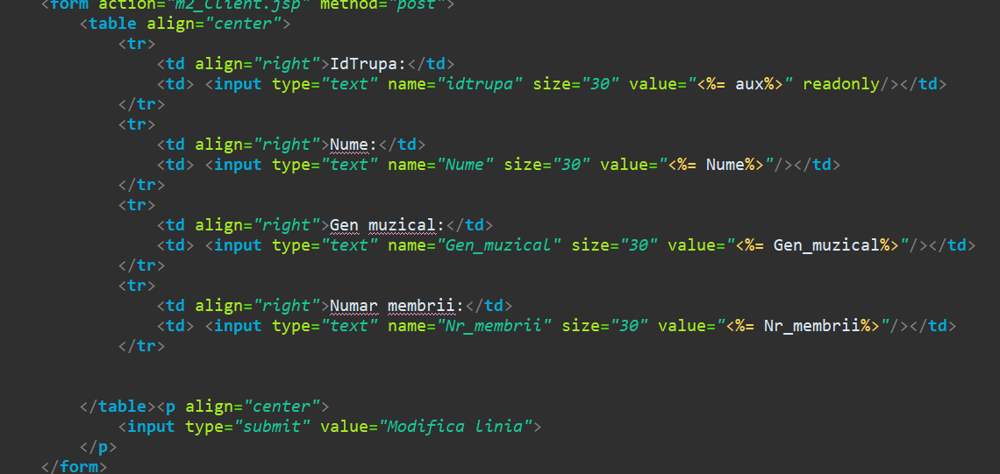 <form action="m2_Client.jsp" method="post">
<table align="center">
<tr>
<td align="right">IdTrupa:</td>
<td> <input type="text" name="idtrupa" size="30" value="<%= aux%>" readonly/></td>
</tr>
<tr>
<td align="right">Nume:</td>
<td> <input type="text" name="Nume" size="30" value="<%= Nume%>"/></td>
</tr>
<tr>
<td align="right">Gen muzical:</td>
<td> <input type="text" name="Gen_muzical" size="30" value="<%= Gen_muzical%>"/></td>
</tr>
<tr>
<td align="right">Numar membrii:</td>
<td> <input type="text" name="Nr_membrii" size="30" value="<%= Nr_membrii%>"/></td>
</tr>
</table><p align="center">
<input type="submit" value="Modifica linia">
</p>
</form>